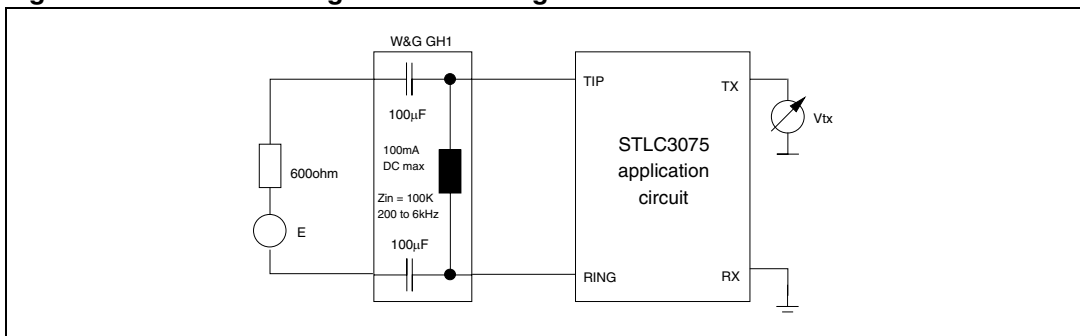 W&G GH1
100μF
100mA
DC max
Zin = 100K
200 to 6kHz
100μF
600ohm
E
TIP
RING
STLC3075
application
circuit
TX
RX
Vtx